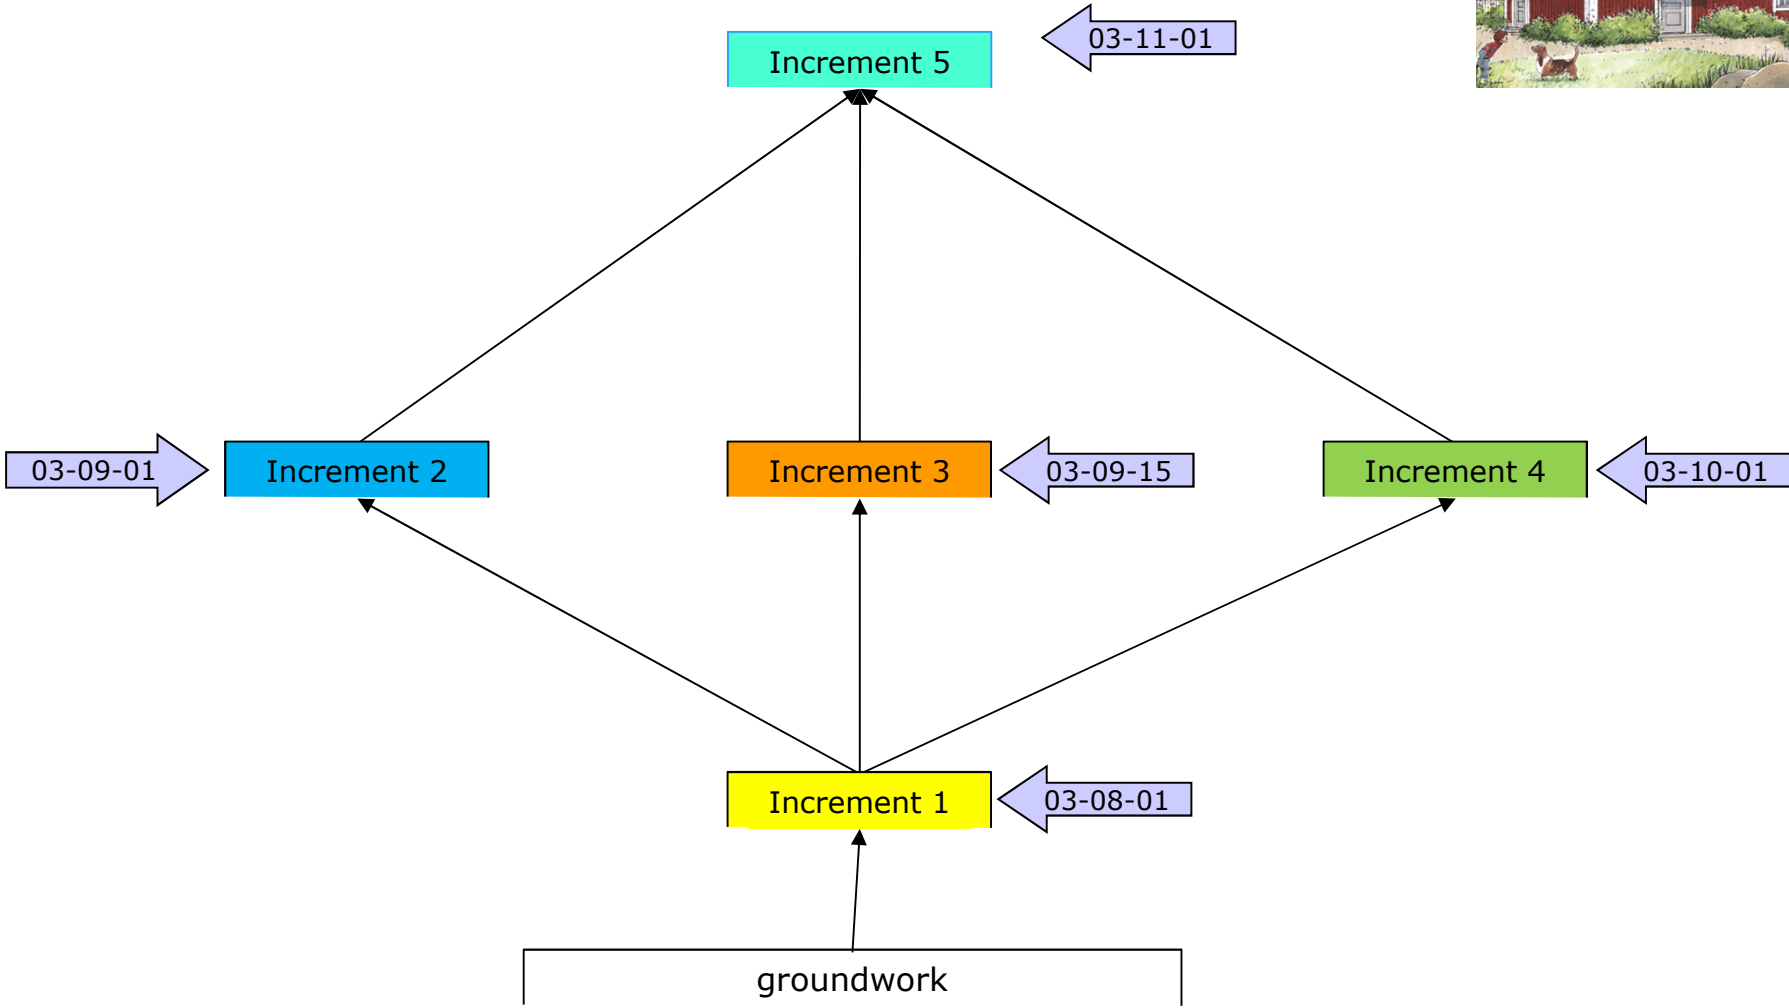 03-11-01
Increment 5
03-09-01
Increment 2
Increment 3
03-09-15
Increment 4
03-10-01
Increment 1
03-08-01
groundwork